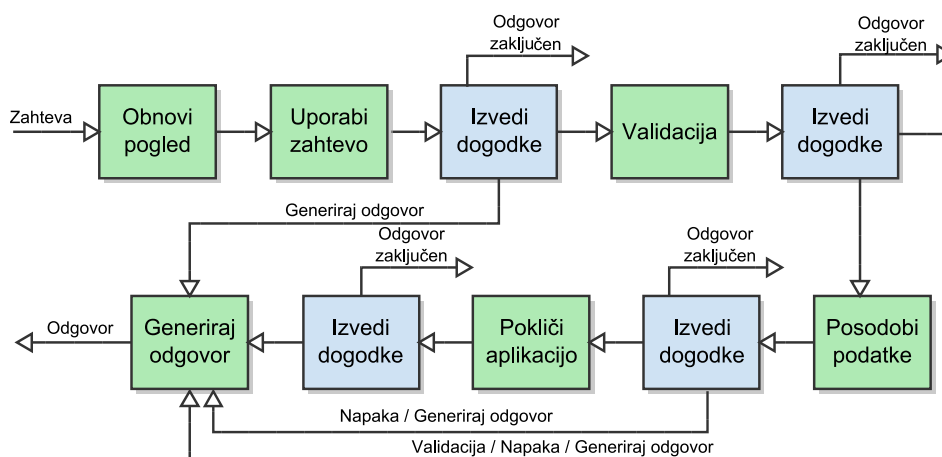 Odgovor
zaključen
Odgovor
zaključen
Zahteva
Obnovi
pogled
Uporabi
zahtevo
Izvedi
dogodke
Validacija
Izvedi
dogodke
Generiraj odgovor
Odgovor
zaključen
Odgovor
zaključen
Odgovor
Generiraj
odgovor
Izvedi
dogodke
Pokliči
aplikacijo
Izvedi
dogodke
Posodobi
podatke
Napaka / Generiraj odgovor
Validacija / Napaka / Generiraj odgovor